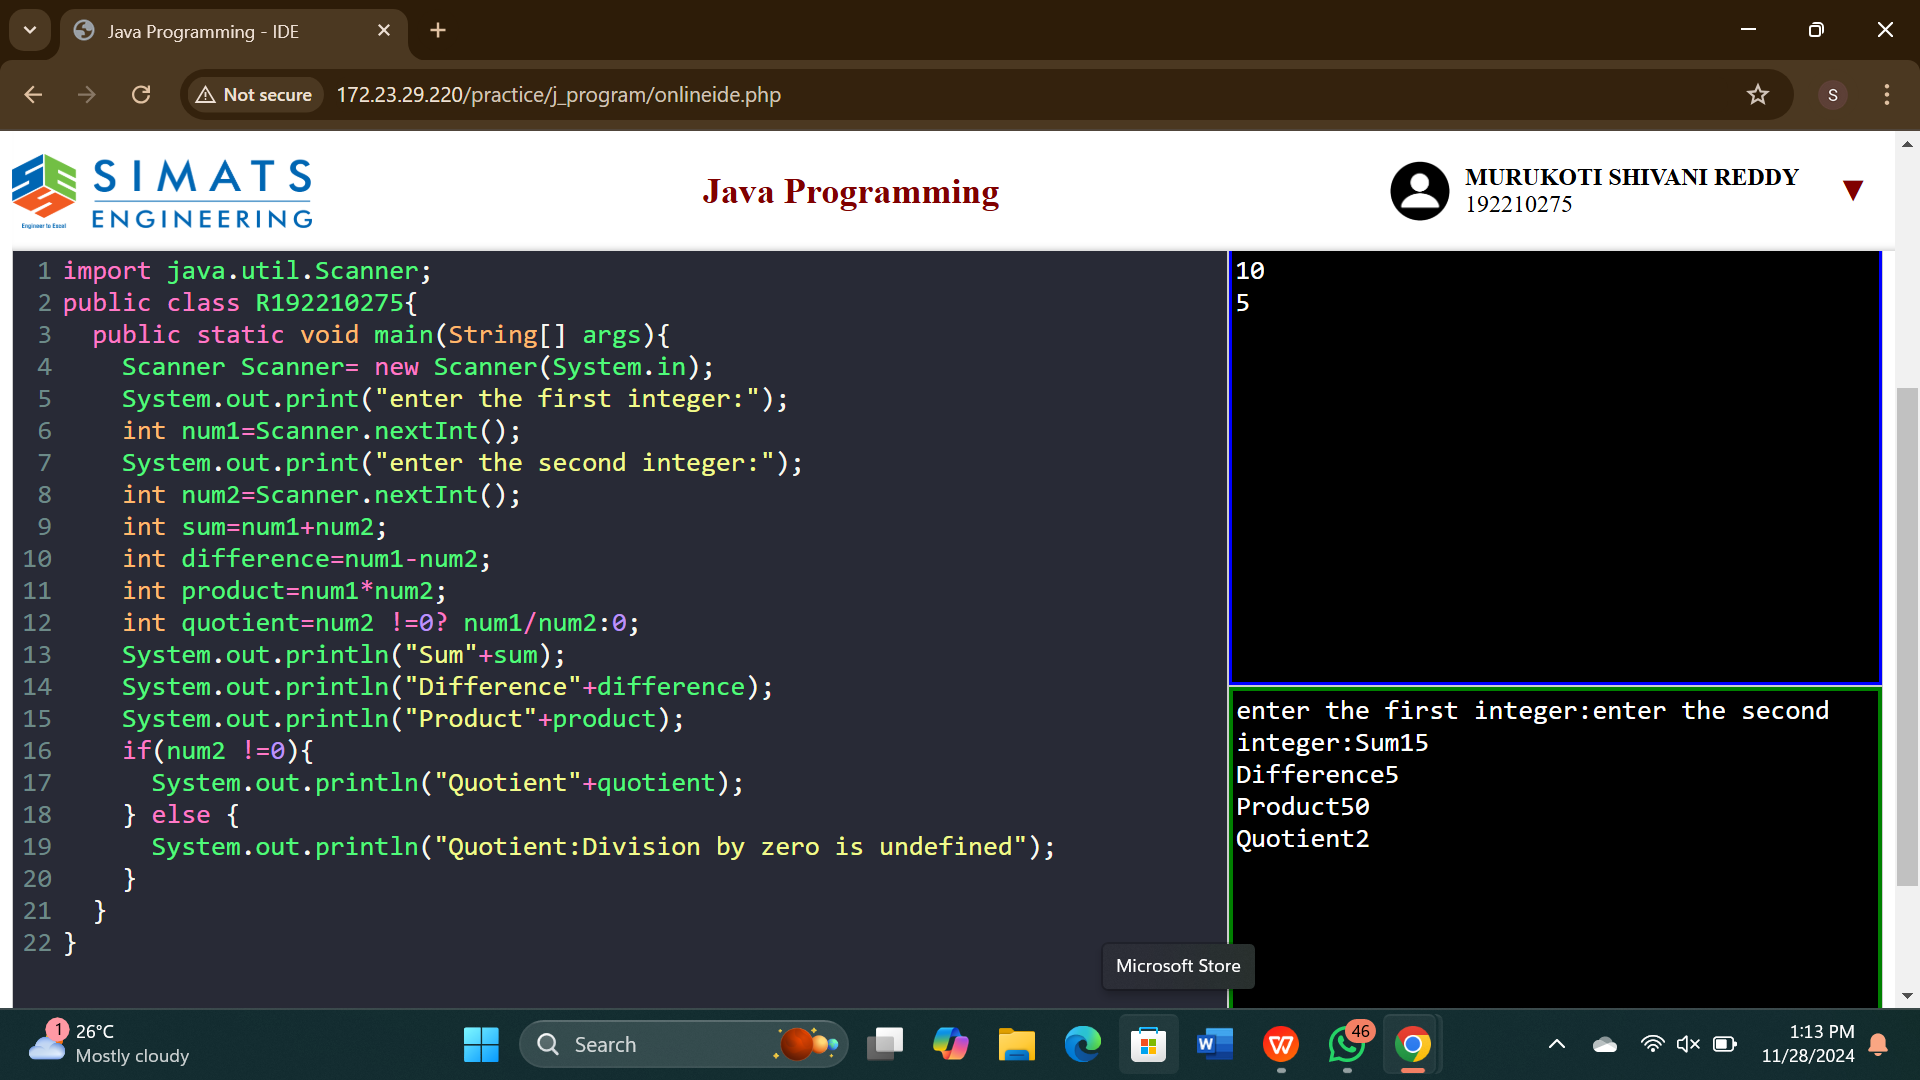 Java Programming - IDE
Not secure
172.23.29.220/practice/j_program/onlineide.php
S
SIMATS
ENGINEERING
Engineer to Excel
Java Programming
MURUKOTI SHIVANI REDDY
192210275
1 import java.util.Scanner;
2 public class R192210275{
3   public static void main(String[] args){
4     Scanner Scanner= new Scanner(System.in);
5     System.out.print("enter the first integer:");
6     int num1=Scanner.nextInt();
7     System.out.print("enter the second integer:");
8     int num2=Scanner.nextInt();
9     int sum=num1+num2;
10     int difference=num1-num2;
11     int product=num1*num2;
12     int quotient=num2 !=0? num1/num2:0;
13     System.out.println("Sum"+sum);
14     System.out.println("Difference"+difference);
15     System.out.println("Product"+product);
16     if(num2 !=0){
17       System.out.println("Quotient"+quotient);
18     } else {
19       System.out.println("Quotient:Division by zero is undefined");
20     }
21   }
22 }
10
5
enter the first integer:enter the second
integer:Sum15
Difference5
Product50
Quotient2
Microsoft Store
1
26°C
Mostly cloudy
Search
W
46
1:13 PM
11/28/2024